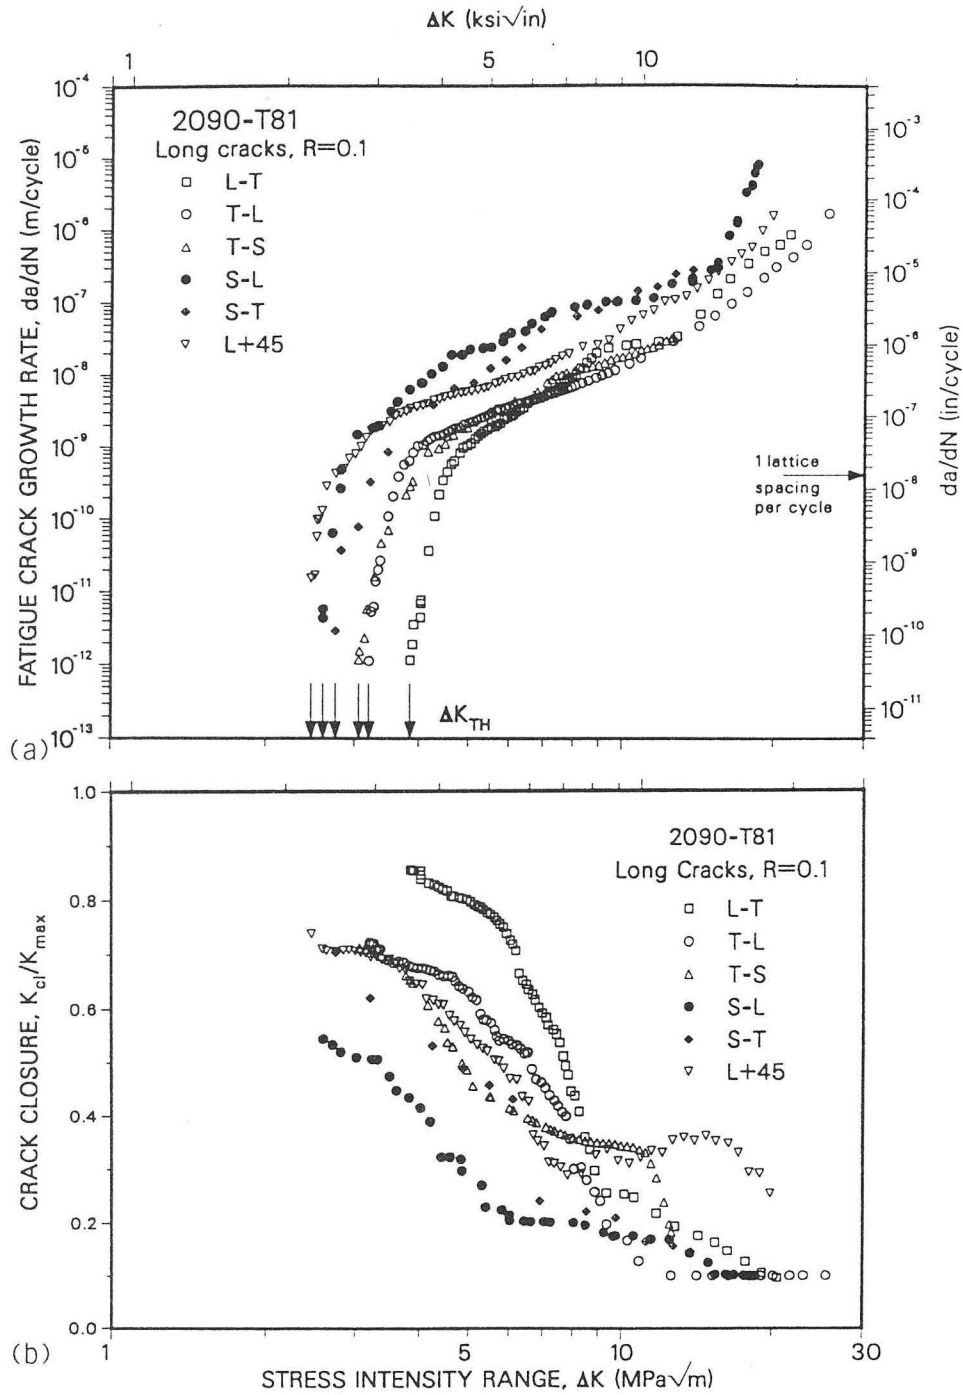 ΔK (ksi√in)
1 5 10
10⁻⁴
10⁻⁵
10⁻⁶
10⁻⁷
10⁻⁸
10⁻⁹
10⁻¹⁰
10⁻¹¹
10⁻¹²
10⁻¹³
FATIGUE CRACK GROWTH RATE, da/dN (m/cycle)
2090-T81
Long cracks, R=0.1
L-T
T-L
T-S
S-L
S-T
L+45
10⁻³
10⁻⁴
10⁻⁵
10⁻⁶
10⁻⁷
10⁻⁸
10⁻⁹
10⁻¹⁰
10⁻¹¹
da/dN (in/cycle)
1 lattice
spacing
per cycle
ΔK_TH
(a)
1.0
0.8
0.6
0.4
0.2
0.0
CRACK CLOSURE, K_cl/K_max
2090-T81
Long Cracks, R=0.1
L-T
T-L
T-S
S-L
S-T
L+45
(b)
1 5 10 30
STRESS INTENSITY RANGE, ΔK (MPa√m)